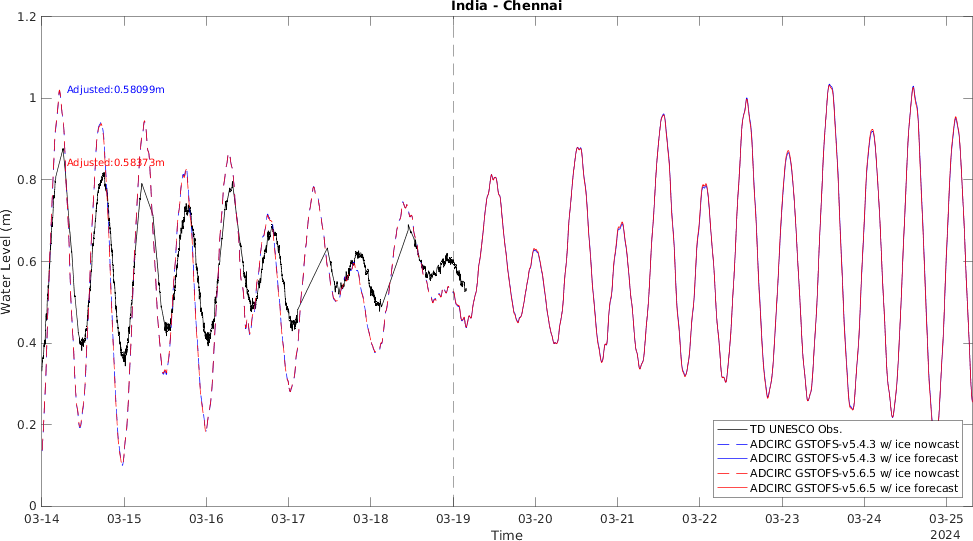 India - Chennai
1.2
1
0.8
0.6
0.4
0.2
0
Water Level (m)
Adjusted:0.58099m
Adjusted:0.58373m
TD UNESCO Obs.
ADCIRC GSTOFS-v5.4.3 w/ ice nowcast
ADCIRC GSTOFS-v5.4.3 w/ ice forecast
ADCIRC GSTOFS-v5.6.5 w/ ice nowcast
ADCIRC GSTOFS-v5.6.5 w/ ice forecast
03-14 03-15 03-16 03-17 03-18 03-19 03-20 03-21 03-22 03-23 03-24 03-25
2024
Time